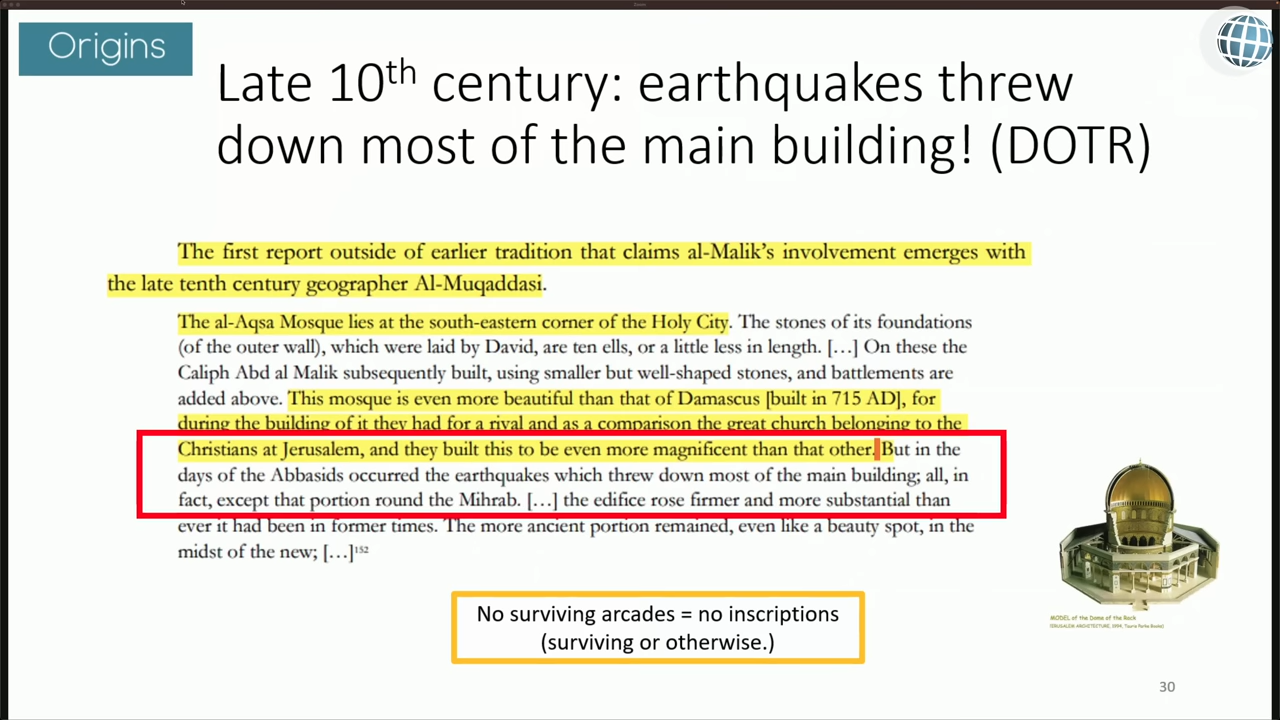 Origins
Late 10th century: earthquakes threw
down most of the main building! (DOTR)
The first report outside of earlier tradition that claims al-Malik's involvement emerges with
the late tenth century geographer Al-Muqaddasi.
The al-Aqsa Mosque lies at the south-eastern corner of the Holy City. The stones of its foundations
(of the outer wall), which were laid by David, are ten ells, or a little less in length. […] On these the
Caliph Abd al Malik subsequently built, using smaller but well-shaped stones, and battlements are
added above. This mosque is even more beautiful than that of Damascus [built in 715 AD], for
during the building of it they had for a rival and as a comparison the great church belonging to the
Christians at Jerusalem, and they built this to be even more magnificent than that other. But in the
days of the Abbasids occurred the earthquakes which threw down most of the main building; all, in
fact, except that portion round the Mihrab. […] the edifice rose firmer and more substantial than
ever it had been in former times. The more ancient portion remained, even like a beauty spot, in the
midst of the new; […]152
No surviving arcades = no inscriptions
(surviving or otherwise.)
MODEL of the Dome of the Rock
30